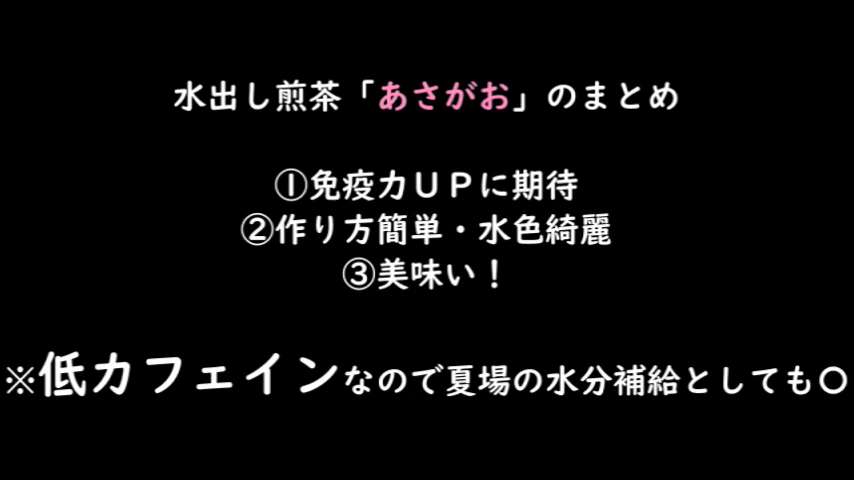 水出し煎茶「あさがお」のまとめ
①免疫力ＵＰに期待
②作り方簡単・水色綺麗
③美味い！
※低カフェインなので夏場の水分補給としても〇